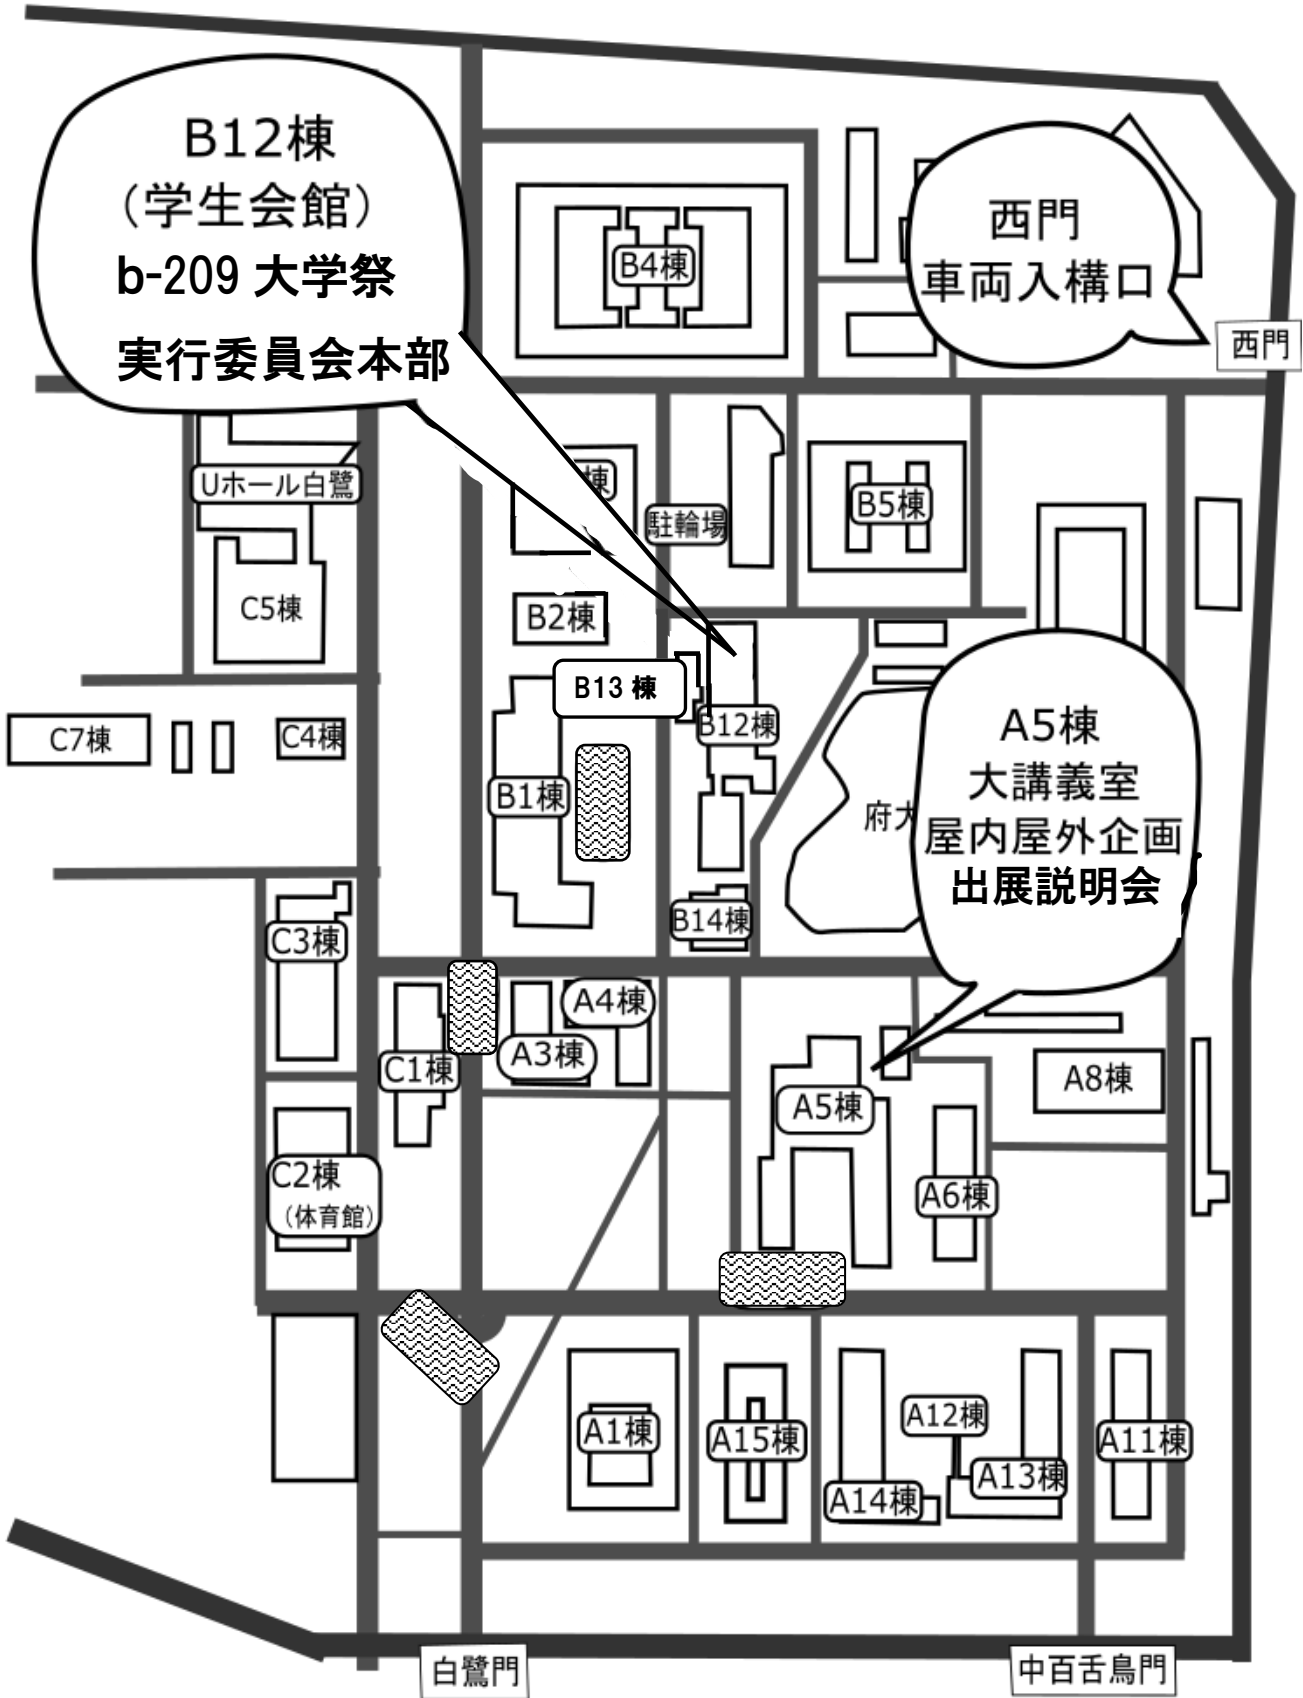 B12棟
（学生会館）
b-209 大学祭
実行委員会本部
西門
車両入構口
西門
B4棟
Uホール白鷺
棟
駐輪場
B5棟
C5棟
B2棟
B13 棟
B12棟
C7棟
C4棟
B1棟
府大
A5棟
大講義室
屋内屋外企画
出展説明会
B14棟
C3棟
A4棟
A3棟
C1棟
A5棟
A8棟
C2棟
（体育館）
A6棟
A1棟
A15棟
A12棟
A11棟
A13棟
A14棟
白鷺門
中百舌鳥門